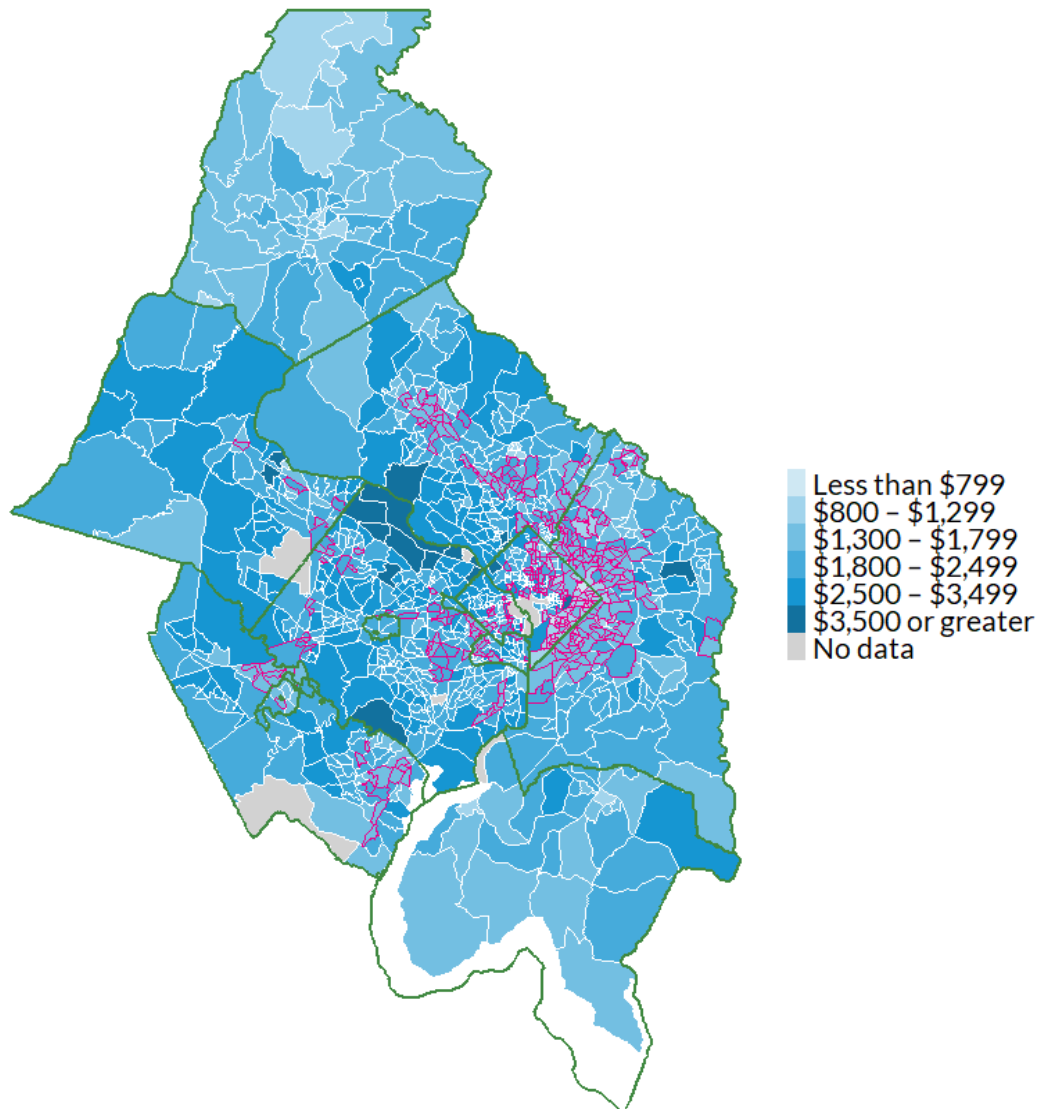 Less than $799
$800 – $1,299
$1,300 – $1,799
$1,800 – $2,499
$2,500 – $3,499
$3,500 or greater
No data